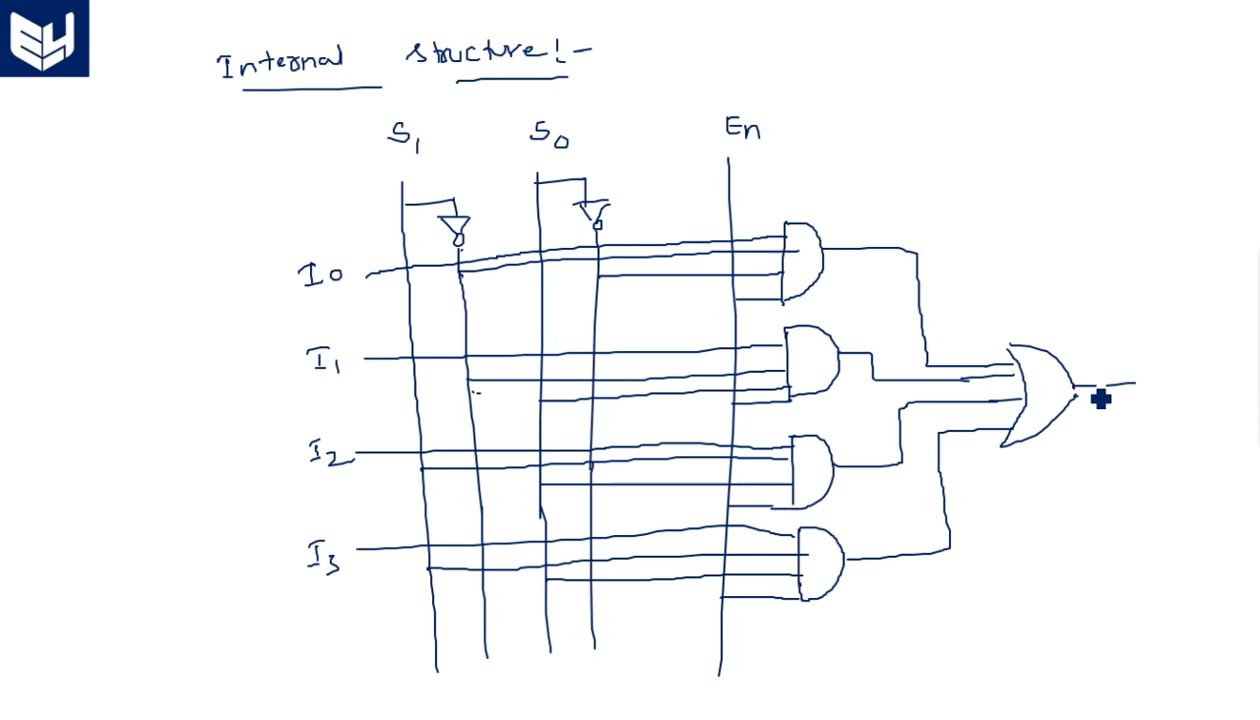 Internal structure:-
S1 S0 En
I0
I1
I2
I3